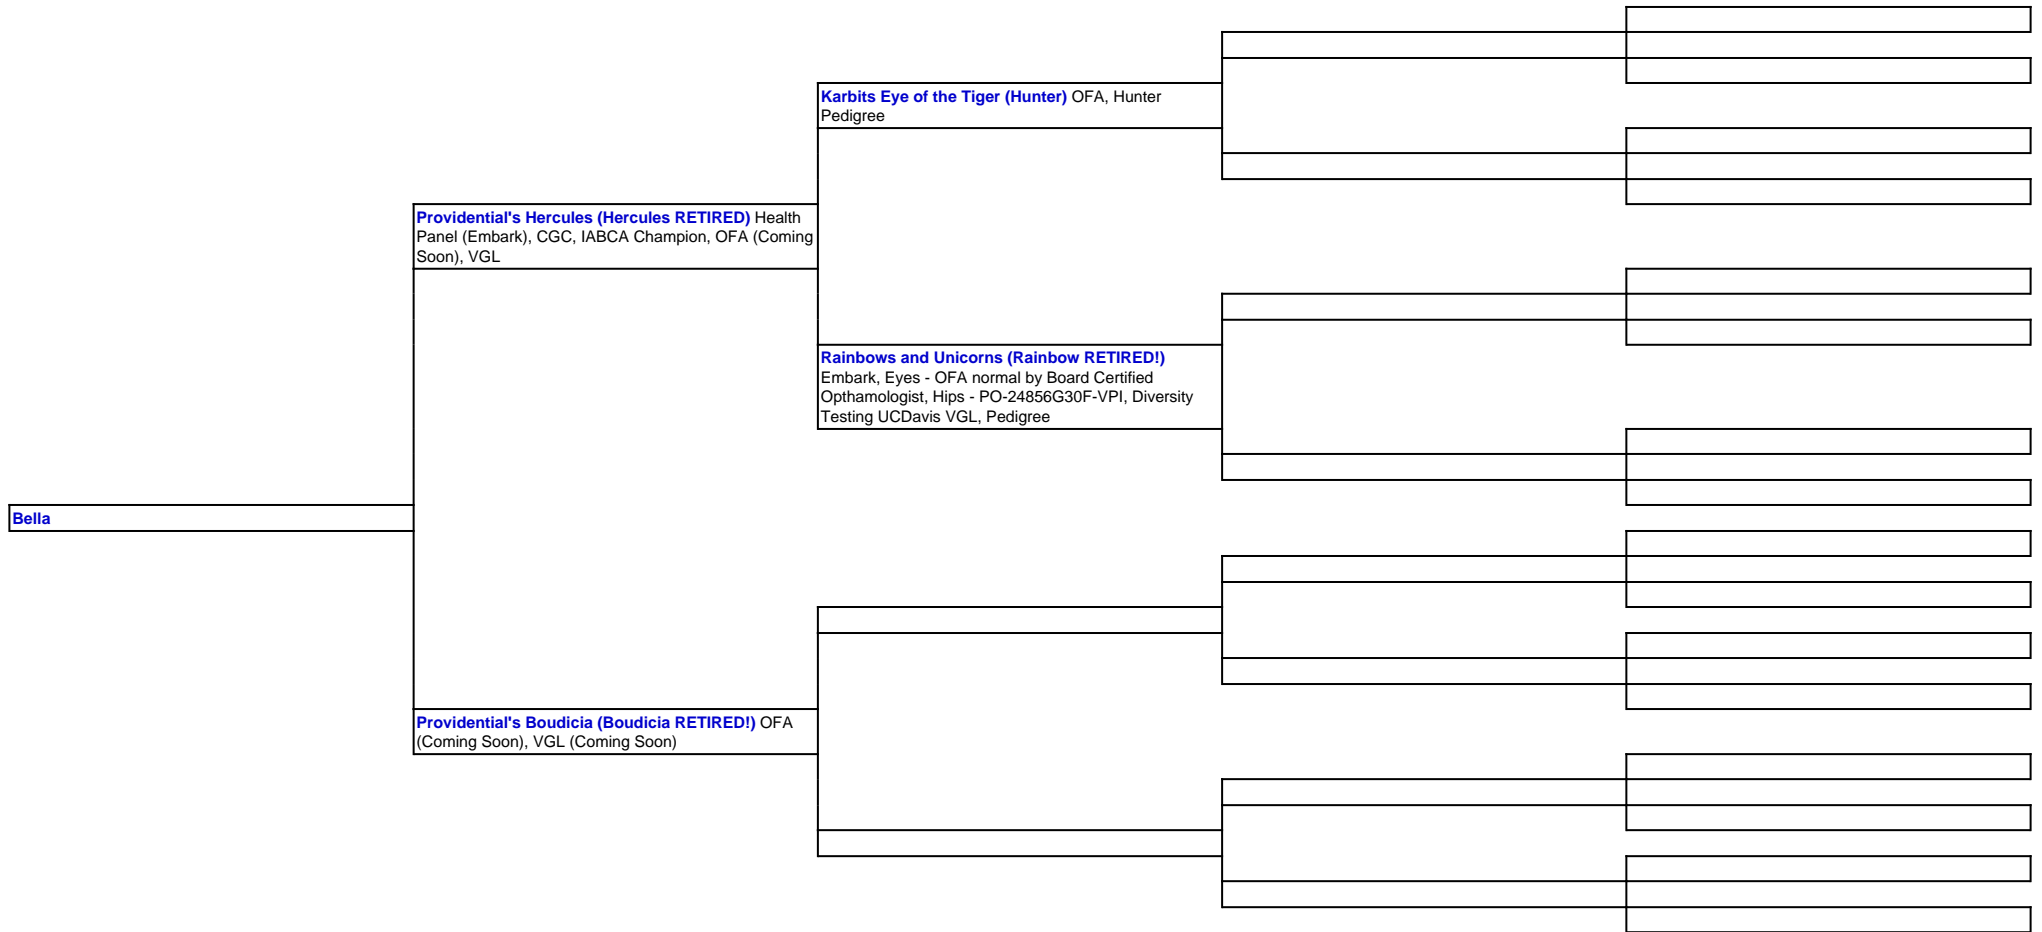 Karbits Eye of the Tiger (Hunter) OFA, Hunter
Pedigree
Providential's Hercules (Hercules RETIRED) Health
Panel (Embark), CGC, IABCA Champion, OFA (Coming
Soon), VGL
Rainbows and Unicorns (Rainbow RETIRED!)
Embark, Eyes - OFA normal by Board Certified
Opthamologist, Hips - PO-24856G30F-VPI, Diversity
Testing UCDavis VGL, Pedigree
Bella
Providential's Boudicia (Boudicia RETIRED!) OFA
(Coming Soon), VGL (Coming Soon)